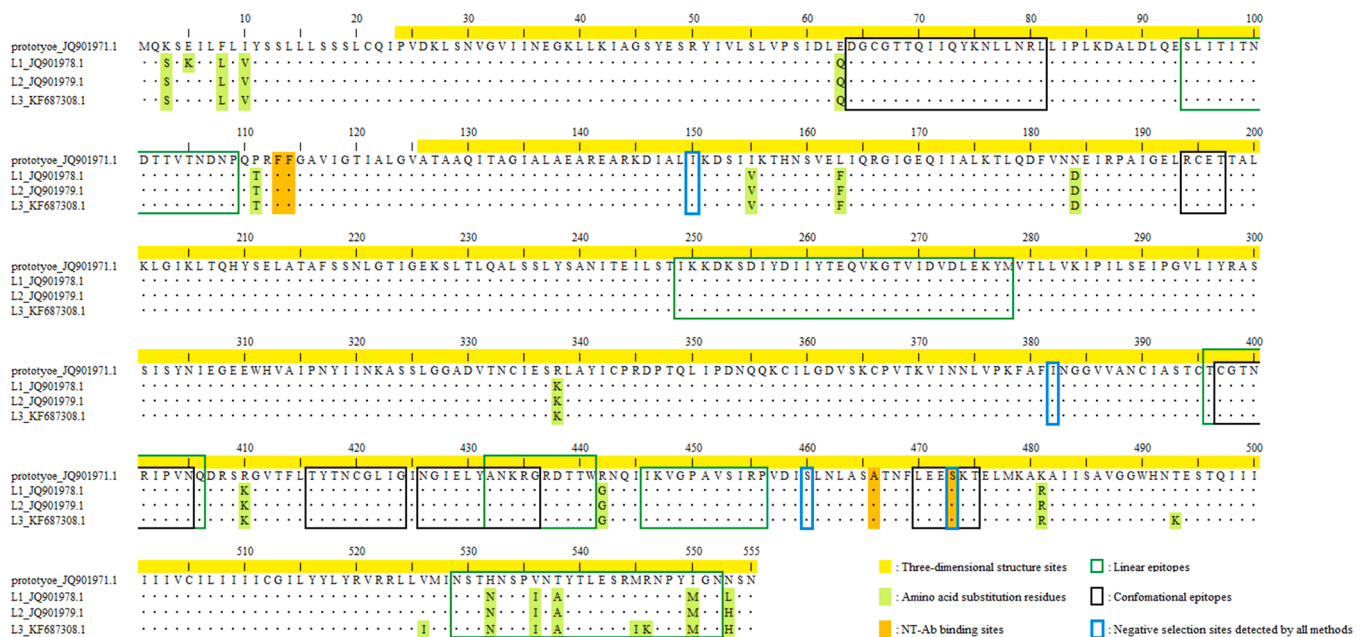 10 20 30 40 50 60 70 80 90 100
prototyoe_JQ901971.1 MQKSEILFLIYSSLLLSSSLCQIPVDKLSNVGVIINEGKLLKIAGSYESRYIVLSLVPSIDLEDGCGTTQIIQYKNLLNRLLIPLKDALDLQESLITITN
L1_JQ901978.1 ..S.K..L.V....................................................Q.....................................
L2_JQ901979.1 ..S....L.V....................................................Q.....................................
L3_KF687308.1 ..S....L.V....................................................Q.....................................
110 120 130 140 150 160 170 180 190 200
prototyoe_JQ901971.1 DTTVTNDNPQPRFFGAVIGTIALGVATAAQITAGIALAEAREARKDIALIKDSIIKTHNSVELIQRGIGEQIIALKTLQDFVNNEIRPAIGELRCETTAL
L1_JQ901978.1 ..........T...........................................V.......F....................D................
L2_JQ901979.1 ..........T...........................................V.......F....................D................
L3_KF687308.1 ..........T...........................................V.......F....................D................
210 220 230 240 250 260 270 280 290 300
prototyoe_JQ901971.1 KLGIKLTQHYSELATAFSSNLGTIGEKSLTLQALSSLYSANITEILSTIKKDKSDIYDIIYTEQVKGTVIDVDLEKYMVTLLVKIPILSEIPGVLIYRAS
L1_JQ901978.1 ....................................................................................................
L2_JQ901979.1 ....................................................................................................
L3_KF687308.1 ....................................................................................................
310 320 330 340 350 360 370 380 390 400
prototyoe_JQ901971.1 SISYNIEGEEWHVAIPNYIINKASSLGGADVTNCIESRLAYICPRDPTQLIPDNQQKCILGDVSKCPVTKVINNLVPKFAFINGGVVANCIASTCTCGTN
L1_JQ901978.1 .....................................K..............................................................
L2_JQ901979.1 .....................................K..............................................................
L3_KF687308.1 .....................................K..............................................................
410 420 430 440 450 460 470 480 490 500
prototyoe_JQ901971.1 RIPVNQDRSRGVTFLTYTNCGLIGINGIELYANKRGRDTTWRNQIIKVGPAVSIRPVDISLNLASATNFLEESKTELMKAKAIISAVGGWHNTESTQIII
L1_JQ901978.1 .........K...............................G......................................R...................
L2_JQ901979.1 .........K...............................G......................................R...................
L3_KF687308.1 .........K...............................G......................................R...........K.......
510 520 530 540 550 555
prototyoe_JQ901971.1 IIIVCILIIIICGILYYLYRVRRLLVMINSTHNSPVNTYTLESRMRNPYIGNNSN
L1_JQ901978.1 ...............................N...I.A...........M..L..
L2_JQ901979.1 ...............................N...I.A...........M..H..
L3_KF687308.1 .........................I.....N...I.A......IK...M..H..
: Three-dimensional structure sites
: Linear epitopes
: Amino acid substitution residues
: Confomational epitopes
: NT-Ab binding sites
: Negative selection sites detected by all methods